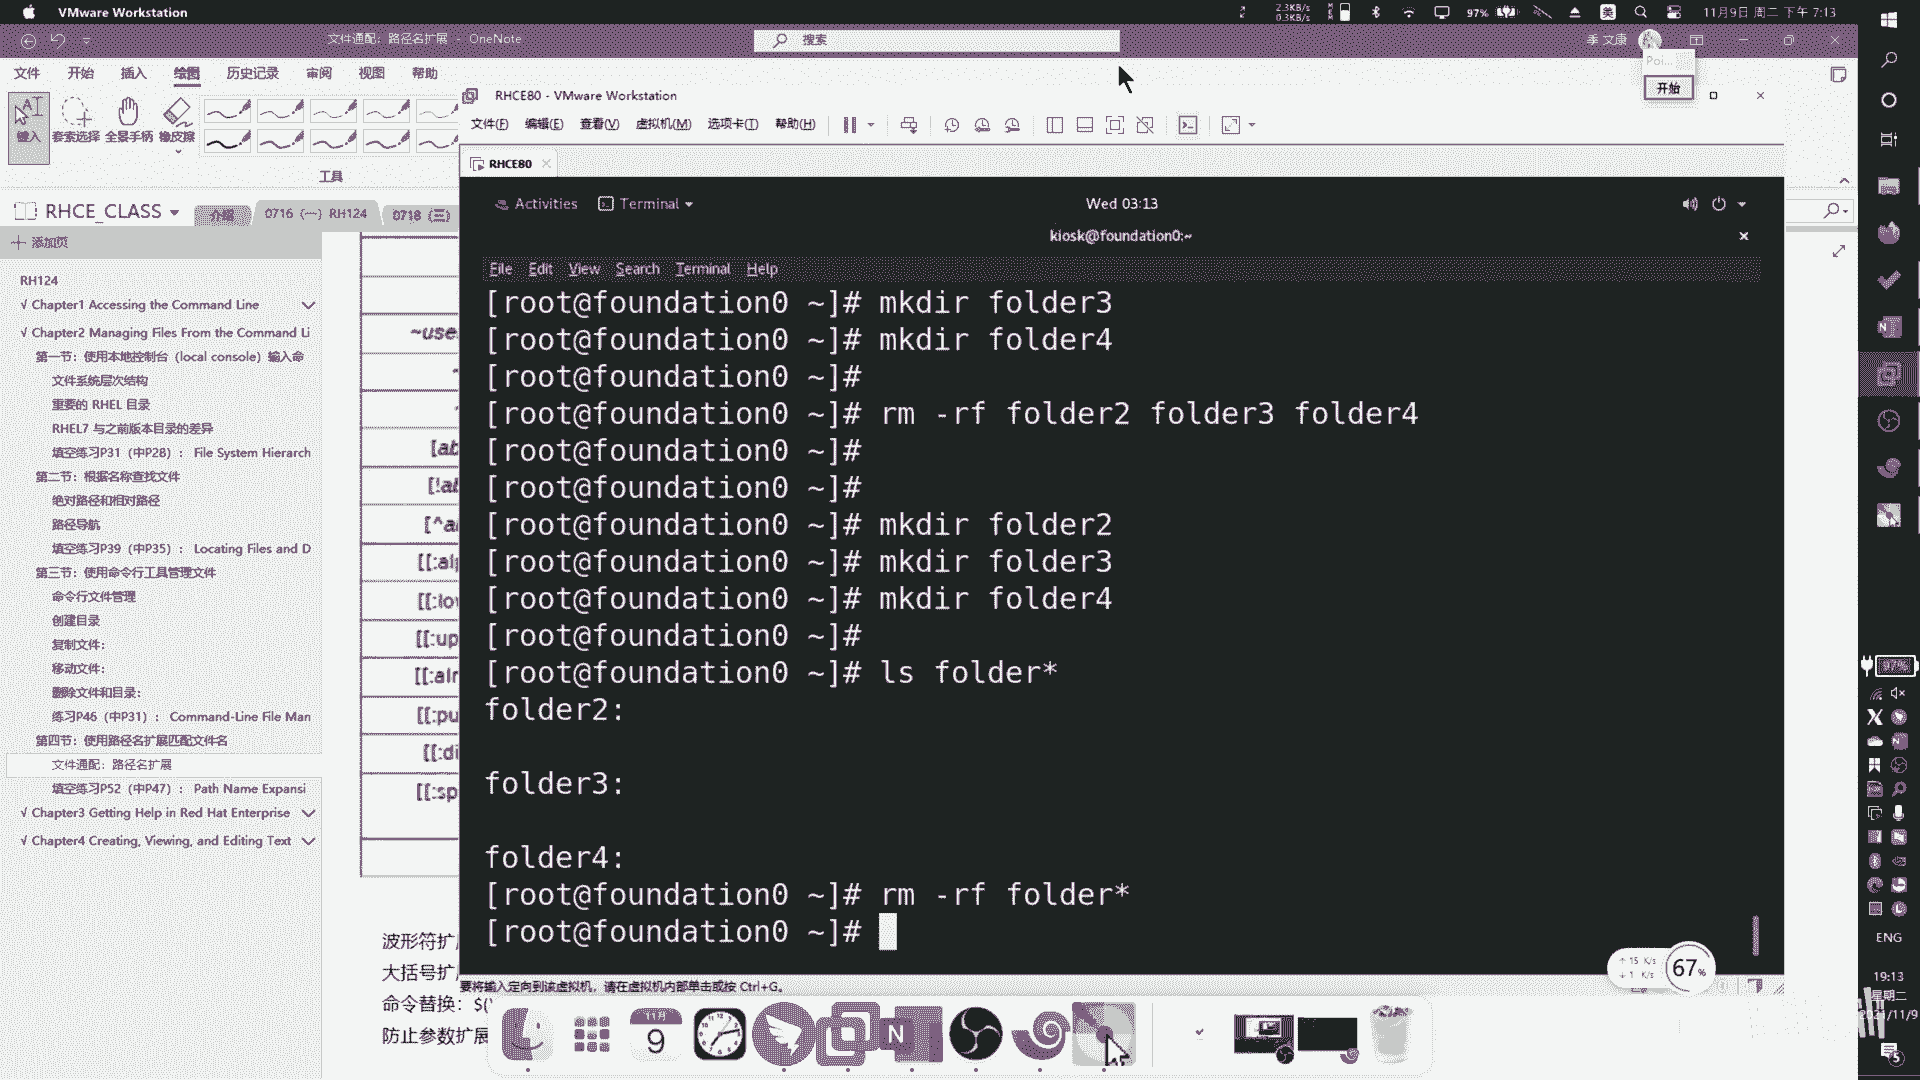 VMware Workstation
2.3KB/s
0.3KB/s
97%
美
11月9日 周二 下午 7:13
文件通配：路径名扩展 - OneNote
搜索
季 文康
文件
开始
插入
绘图
历史记录
审阅
视图
帮助
开始
键入
套索选择
全景手柄
橡皮擦
工具
RHCE80 - VMware Workstation
文件(F)
编辑(E)
查看(V)
虚拟机(M)
选项卡(T)
帮助(H)
RHCE80
RHCE_CLASS
介绍
0716 (一) RH124
0718 (三)
添加页
RH124
√ Chapter1 Accessing the Command Line
√ Chapter2 Managing Files From the Command Li
第一节：使用本地控制台（local console）输入命
文件系统层次结构
重要的 RHEL 目录
RHEL7 与之前版本目录的差异
填空练习P31（中P28）： File System Hierarch
第二节：根据名称查找文件
绝对路径和相对路径
路径导航
填空练习P39（中P35）： Locating Files and D
第三节：使用命令行工具管理文件
命令行文件管理
创建目录
复制文件：
移动文件：
删除文件和目录：
练习P46（中P31）： Command-Line File Man
第四节：使用路径名扩展匹配文件名
文件通配：路径名扩展
填空练习P52（中P47）： Path Name Expansi
√ Chapter3 Getting Help in Red Hat Enterprise
√ Chapter4 Creating, Viewing, and Editing Text
~use
[ab
[!ab
[^a
[[:al
[[:lo
[[:up
[[:aln
[[:pu
[[:di
[[:sp
波形符扩
大括号扩
命令替换：$(
防止参数扩展
Activities
Terminal
Wed 03:13
kiosk@foundation0:~
File Edit View Search Terminal Help
[root@foundation0 ~]# mkdir folder3
[root@foundation0 ~]# mkdir folder4
[root@foundation0 ~]#
[root@foundation0 ~]# rm -rf folder2 folder3 folder4
[root@foundation0 ~]#
[root@foundation0 ~]#
[root@foundation0 ~]# mkdir folder2
[root@foundation0 ~]# mkdir folder3
[root@foundation0 ~]# mkdir folder4
[root@foundation0 ~]#
[root@foundation0 ~]# ls folder*
folder2:
folder3:
folder4:
[root@foundation0 ~]# rm -rf folder*
[root@foundation0 ~]#
要将输入定向到该虚拟机，请在虚拟机内部单击或按 Ctrl+G。
↑ 15 K/s
↓ 1 K/s
67%
11月
9
97%
ENG
19:13
星期二
2021/11/9
5